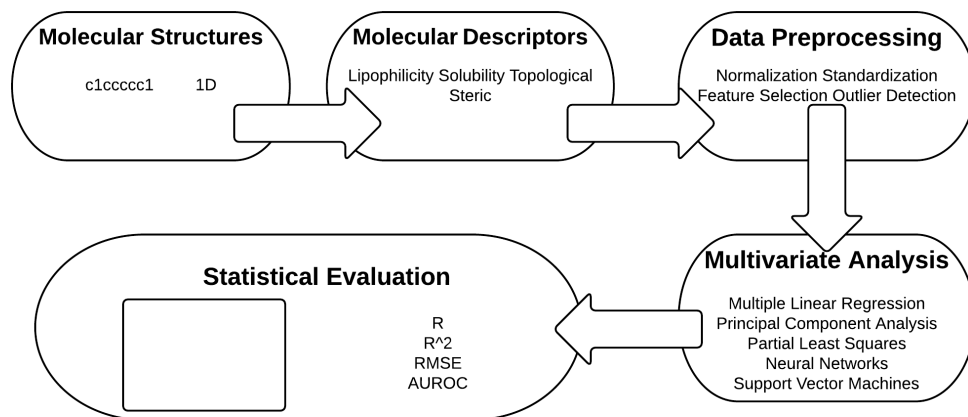 Molecular Structures
c1ccccc1 1D
Molecular Descriptors
Lipophilicity Solubility Topological
Steric
Data Preprocessing
Normalization Standardization
Feature Selection Outlier Detection
Multivariate Analysis
Multiple Linear Regression
Principal Component Analysis
Partial Least Squares
Neural Networks
Support Vector Machines
Statistical Evaluation
R
R^2
RMSE
AUROC